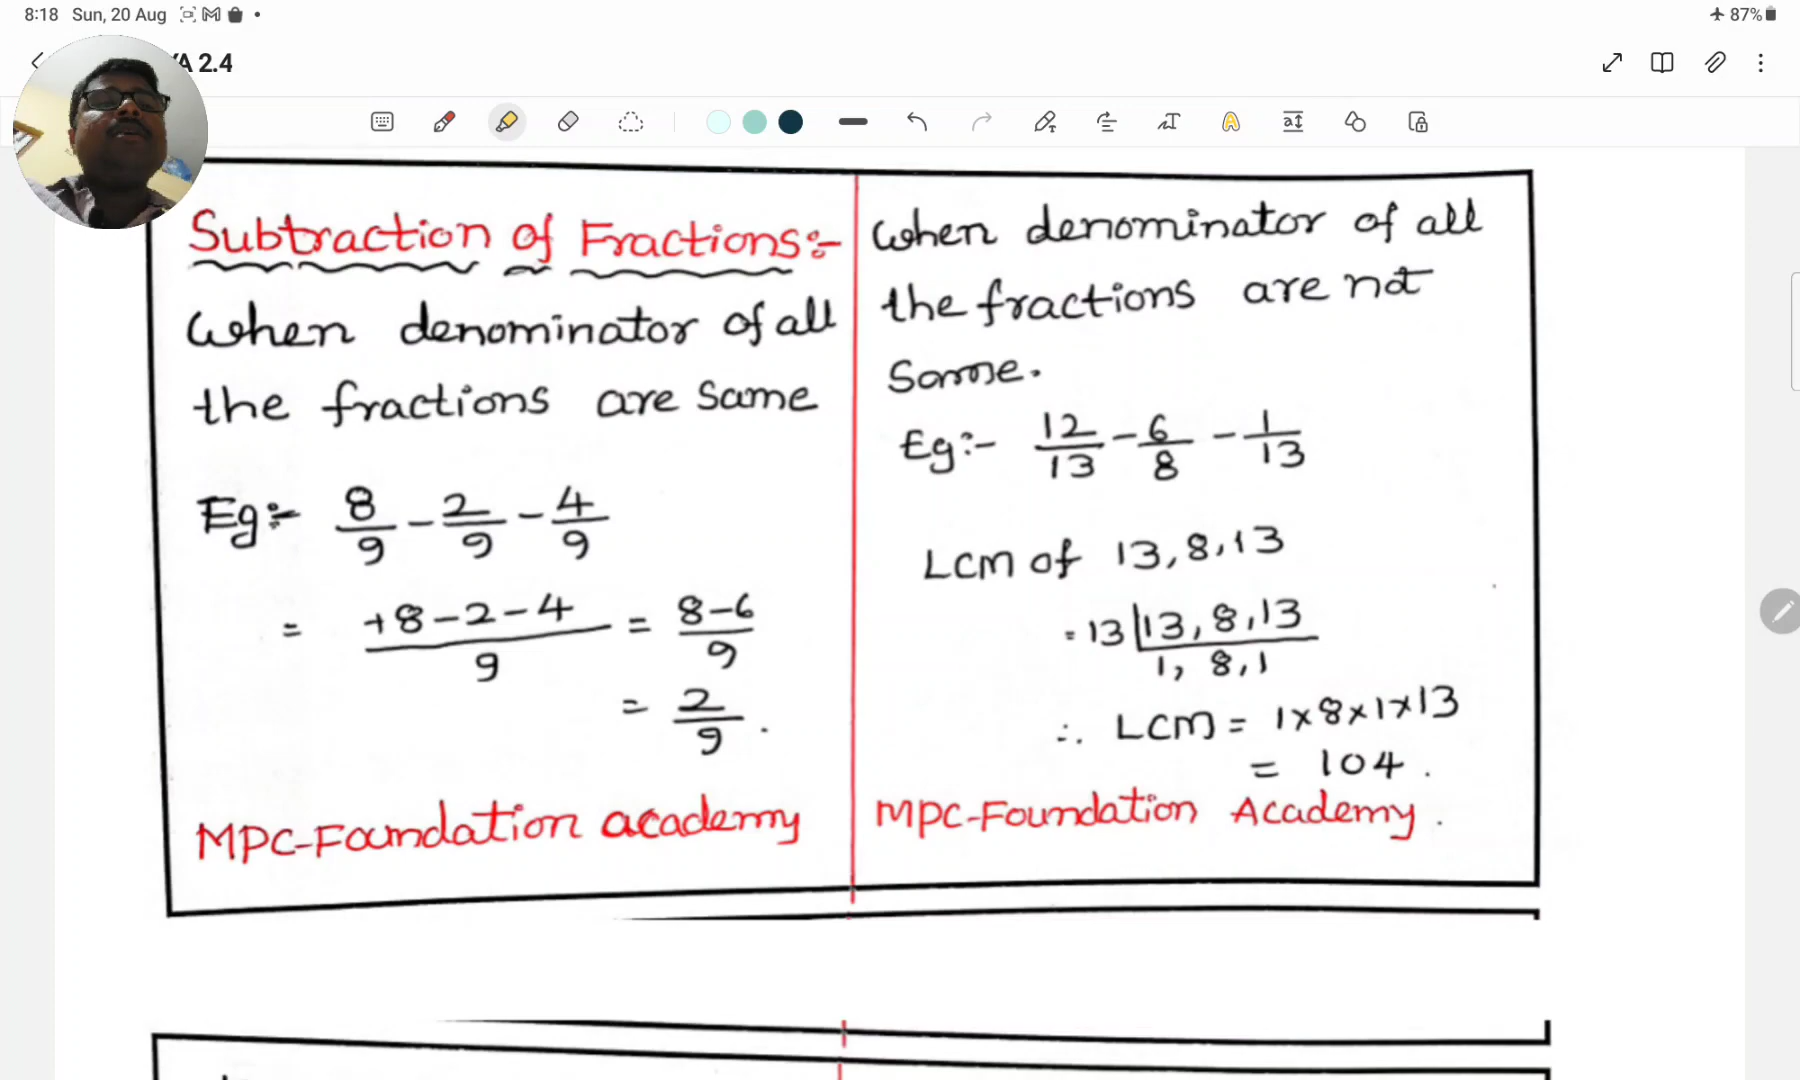 8:18 Sun, 20 Aug
87%
A 2.4
Subtraction of Fractions:-
When denominator of all
the fractions are same
Eg:- 8/9 - 2/9 - 4/9
= +8-2-4/9 = 8-6/9
= 2/9 .
MPC-Foundation academy
When denominator of all
the fractions are not
Same.
Eg:- 12/13 - 6/8 - 1/13
LCM of 13,8,13
= 13 | 13, 8, 13
1, 8, 1
∴ LCM = 1×8×1×13
= 104 .
MPC-Foundation Academy.